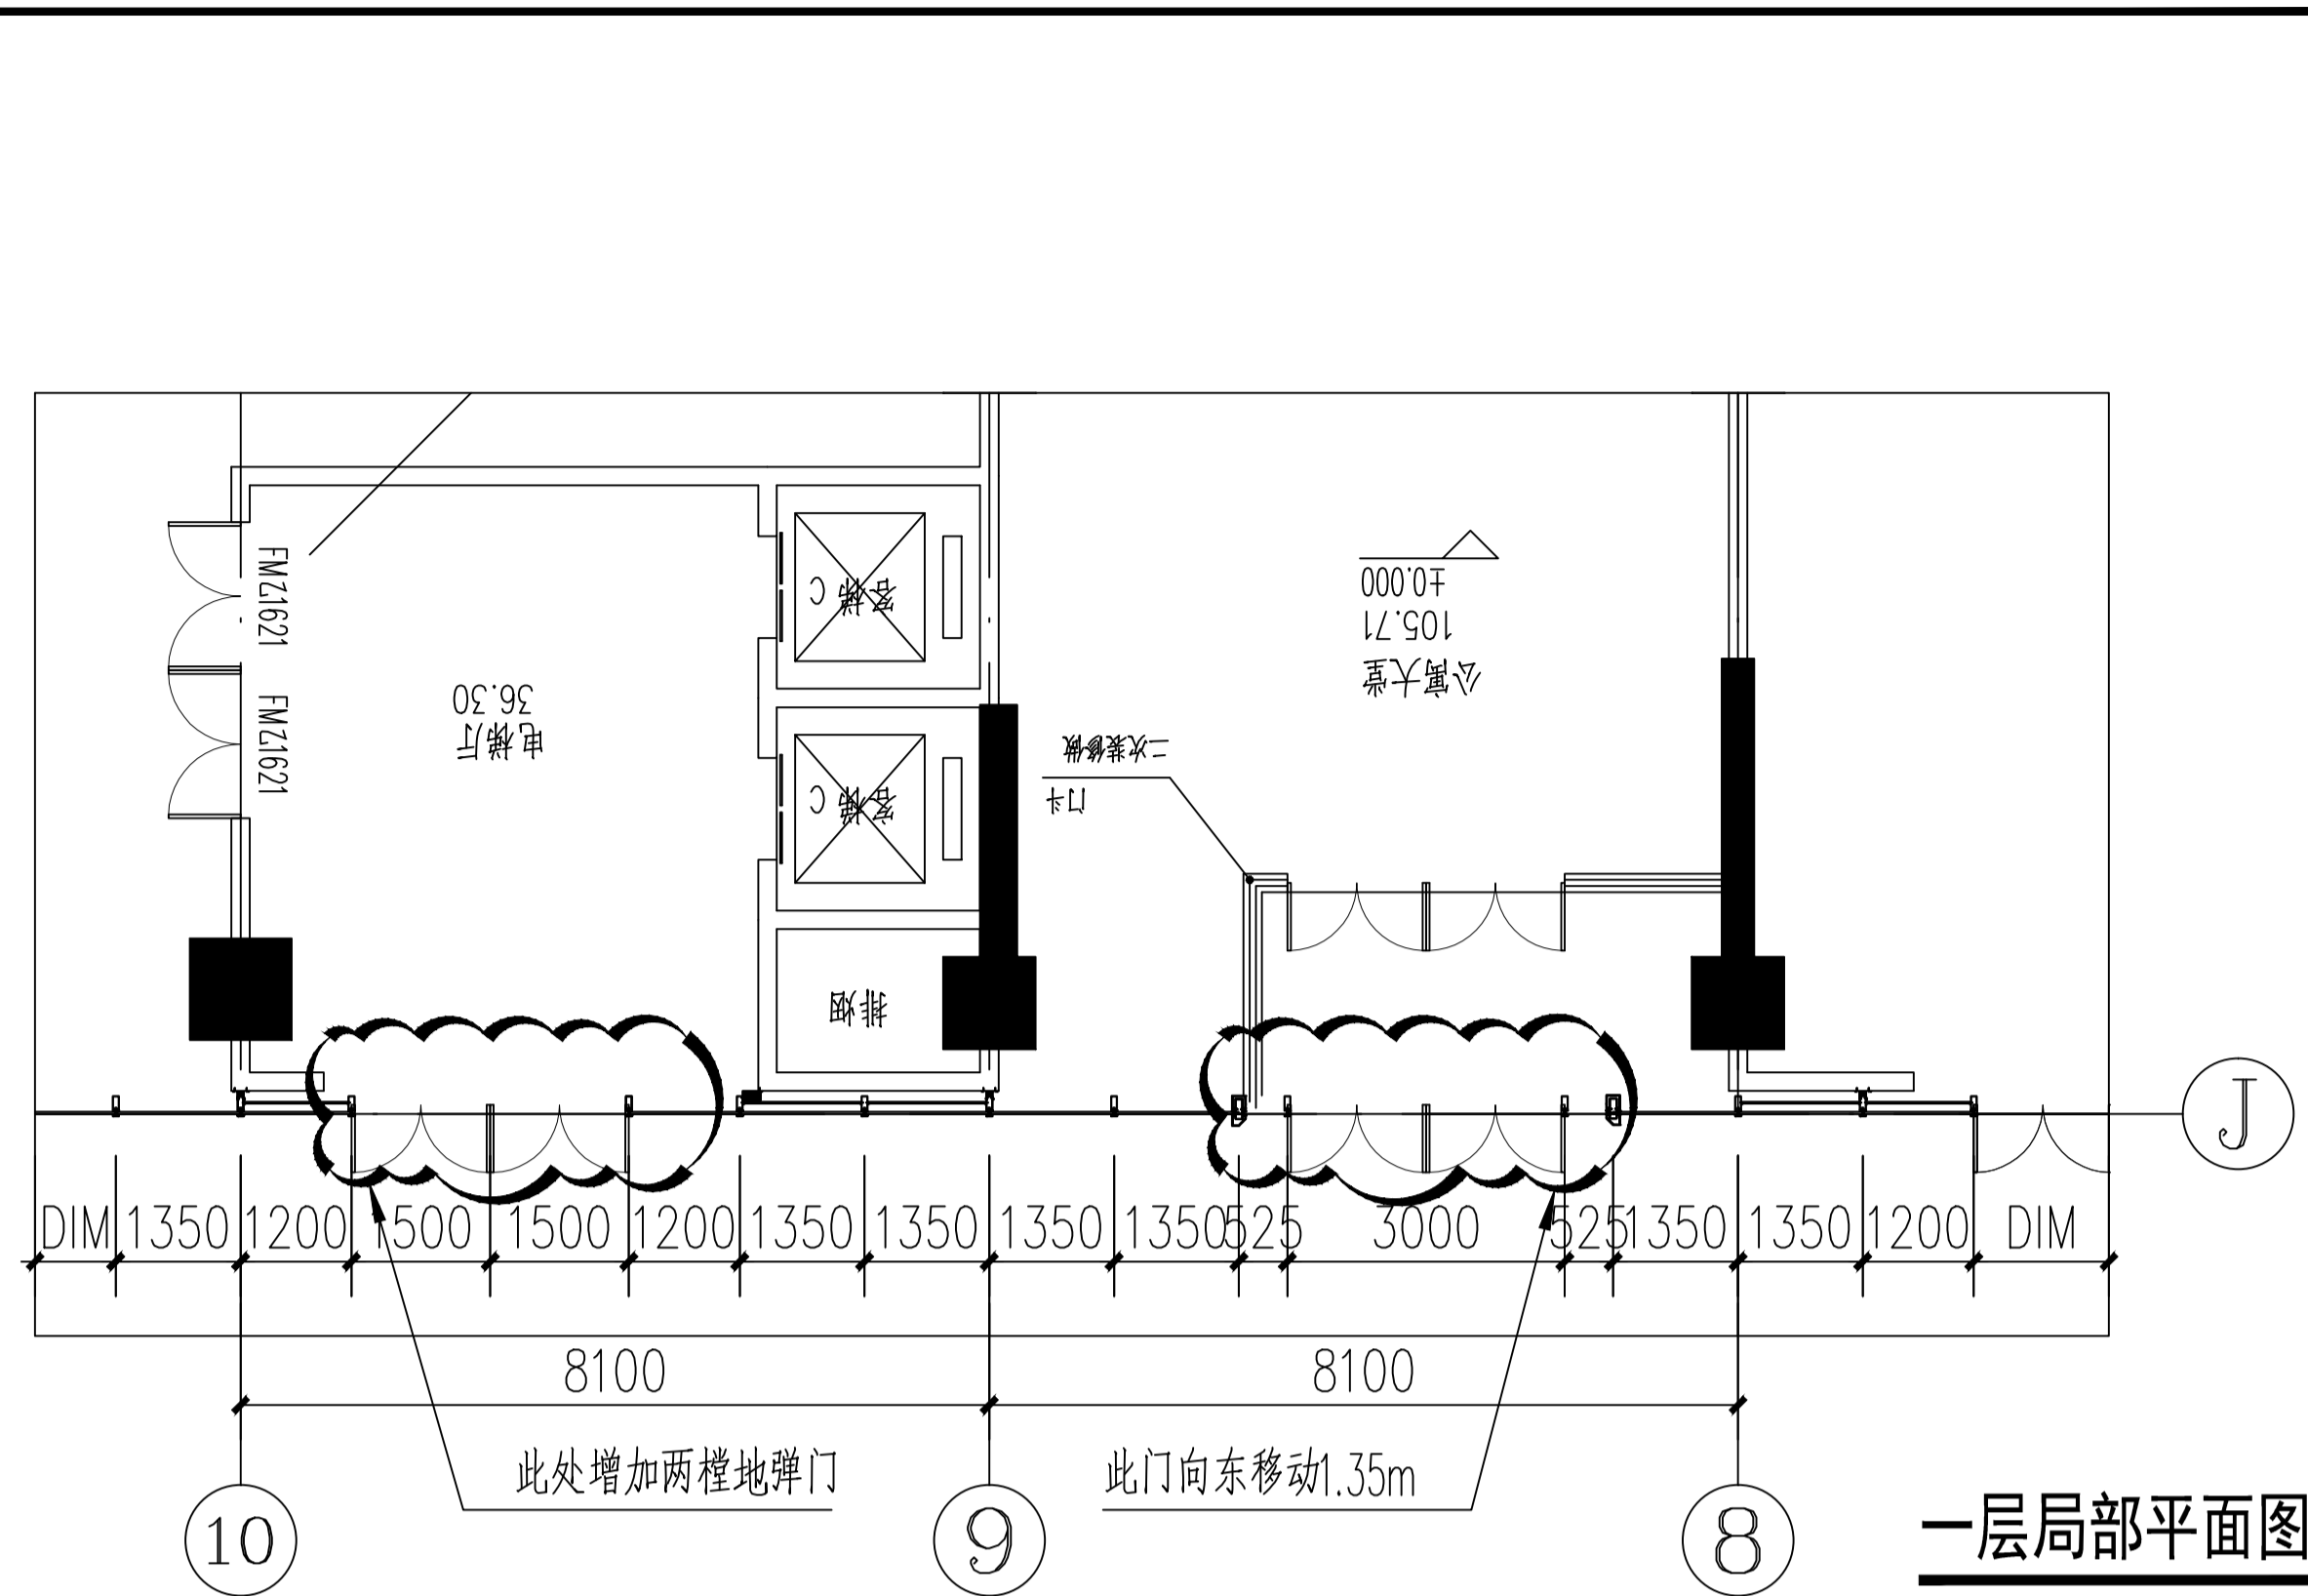 FMZ1621
FMZ1621
客梯C
客梯C
±0.000
105.71
公寓大堂
36.30
电梯厅
二次装修做
门斗
排烟
J
DIM 1350 1200 1500 1500 1200 1350 1350 1350 1350 525 3000 525 1350 1350 1200 DIM
8100 8100
此处增加两樘地弹门
此门向东移动1.35m
10 9 8
一层局部平面图